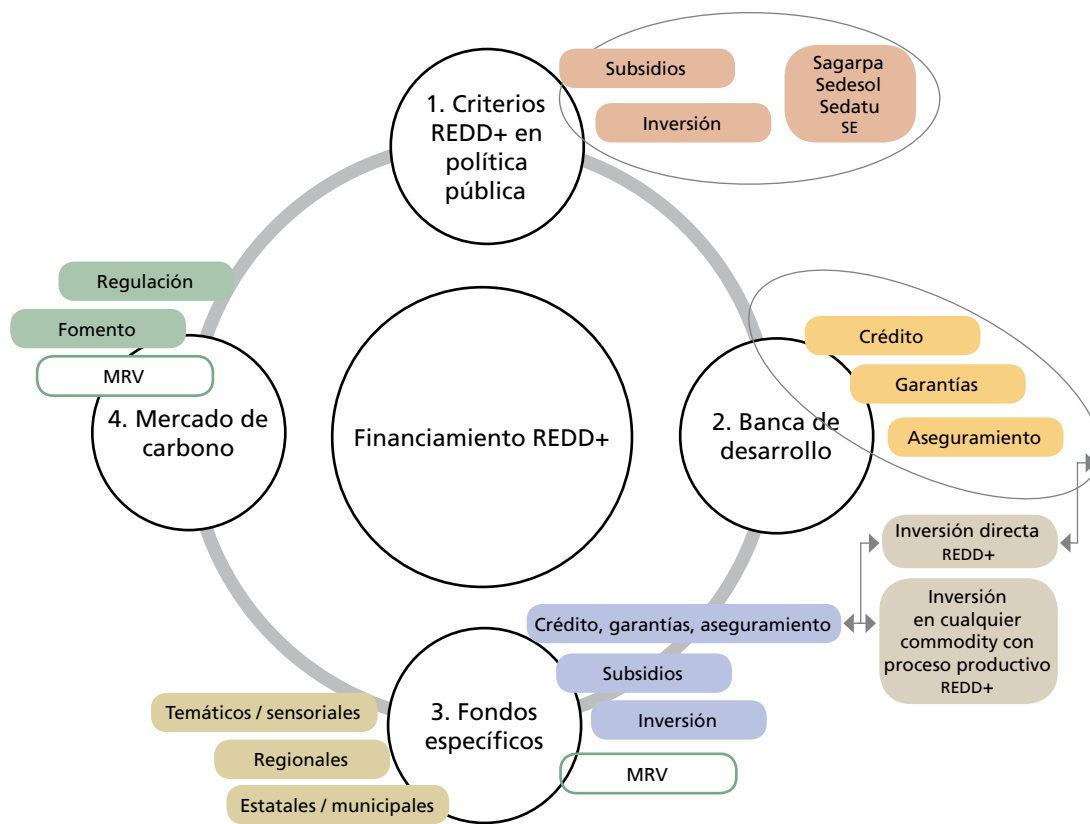 1. Criterios
REDD+ en
política
pública
Subsidios
Inversión
Sagarpa
Sedesol
Sedatu
SE
Regulación
Fomento
MRV
4. Mercado de
carbono
Financiamiento REDD+
2. Banca de
desarrollo
Crédito
Garantías
Aseguramiento
Inversión directa
REDD+
Inversión
en cualquier
commodity con
proceso productivo
REDD+
Crédito, garantías, aseguramiento
Subsidios
Inversión
MRV
3. Fondos
específicos
Temáticos / sensoriales
Regionales
Estatales / municipales